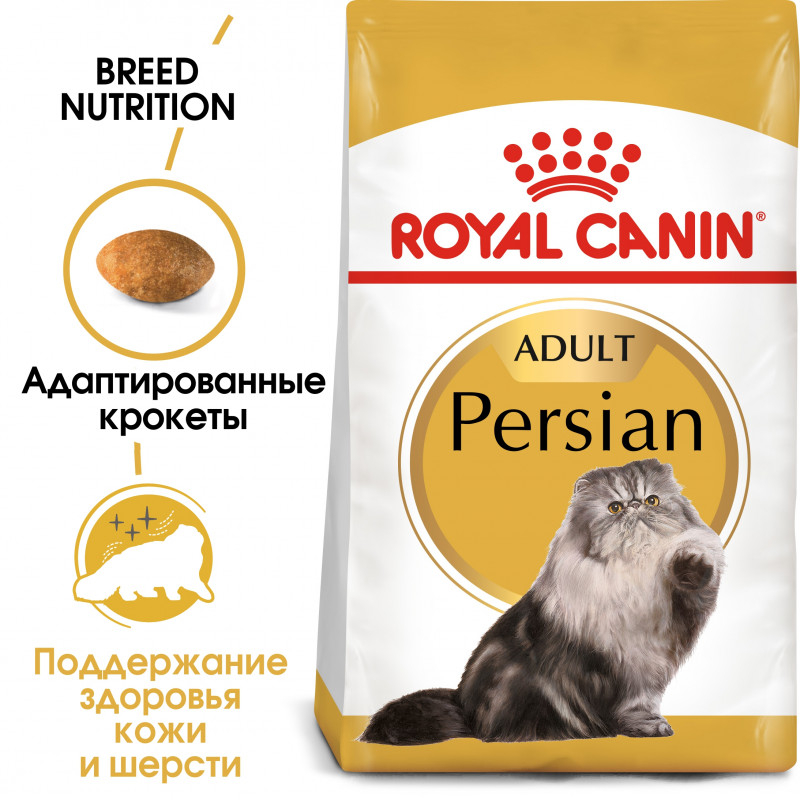 BREED
NUTRITION
Адаптированные
крокеты
Поддержание
здоровья
кожи
и шерсти
ROYAL CANIN®
ADULT
Persian